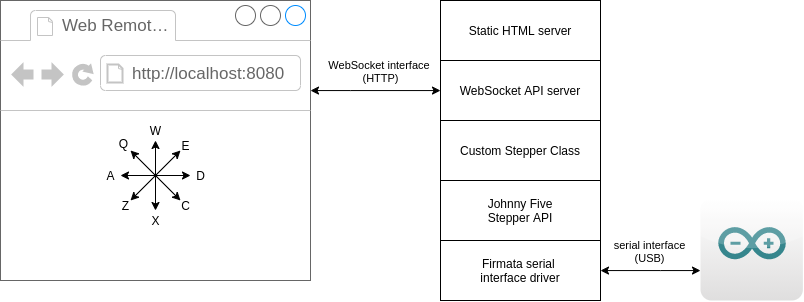 Web Remot...
http://localhost:8080
W
Q
E
A
D
Z
C
X
WebSocket interface
(HTTP)
Static HTML server
WebSocket API server
Custom Stepper Class
Johnny Five
Stepper API
Firmata serial
interface driver
serial interface
(USB)